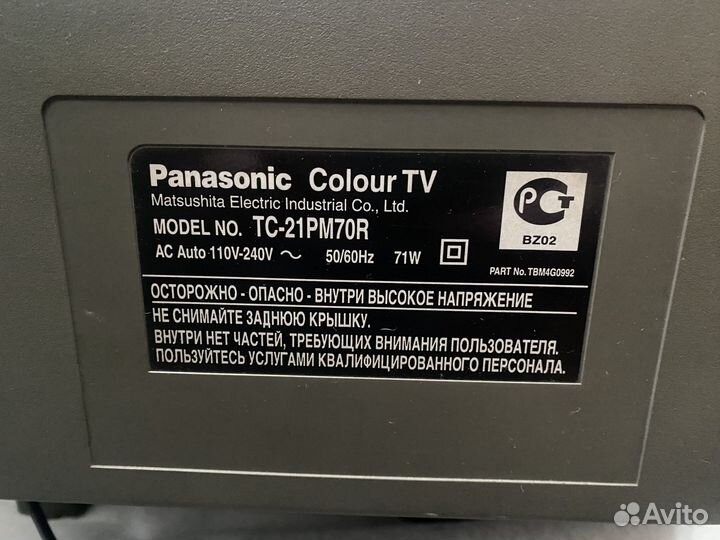 Panasonic Colour TV
Matsushita Electric Industrial Co., Ltd.
MODEL NO. TC-21PM70R
AC Auto 110V-240V ~ 50/60Hz 71W
РСТ
BZ02
PART No. TBM4G0992
ОСТОРОЖНО - ОПАСНО - ВНУТРИ ВЫСОКОЕ НАПРЯЖЕНИЕ
НЕ СНИМАЙТЕ ЗАДНЮЮ КРЫШКУ.
ВНУТРИ НЕТ ЧАСТЕЙ, ТРЕБУЮЩИХ ВНИМАНИЯ ПОЛЬЗОВАТЕЛЯ.
ПОЛЬЗУЙТЕСЬ УСЛУГАМИ КВАЛИФИЦИРОВАННОГО ПЕРСОНАЛА.
Avito